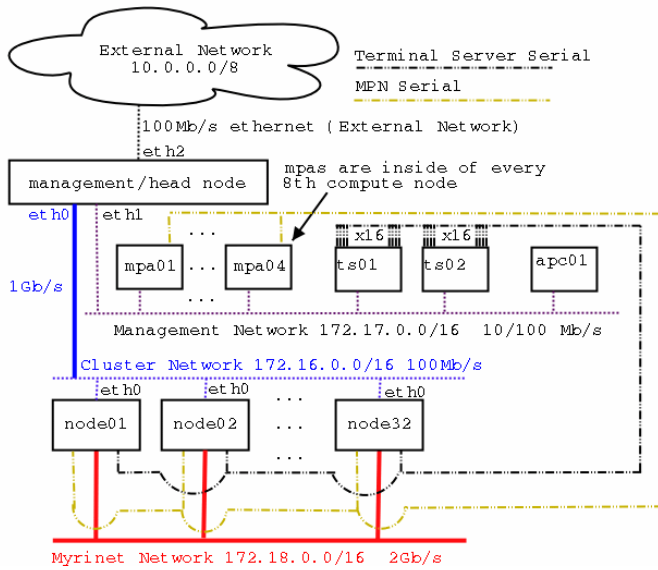 External Network
10.0.0.0/8
Terminal Server Serial
MPN Serial
100Mb/s ethernet (External Network)
eth2
management/head node
mpas are inside of every
8th compute node
eth0
eth1
...
x16
x16
mpa01
...
mpa04
ts01
ts02
apc01
1Gb/s
...
Management Network 172.17.0.0/16 10/100 Mb/s
Cluster Network 172.16.0.0/16 100Mb/s
eth0
eth0
eth0
...
node01
node02
...
node32
...
Myrinet Network 172.18.0.0/16 2Gb/s